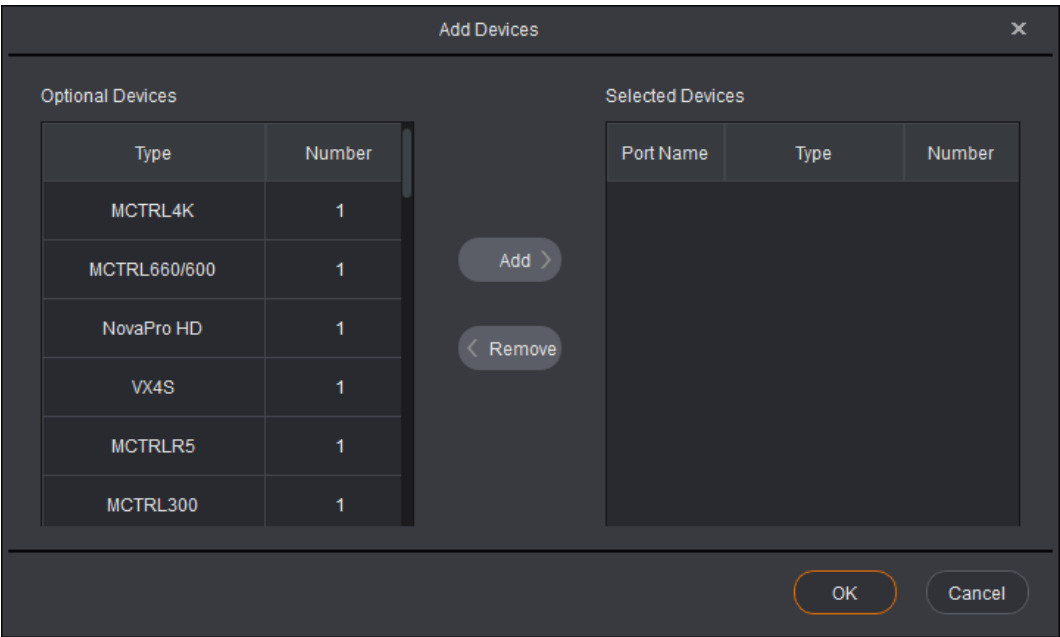 Add Devices
Optional Devices
Selected Devices
Type Number
Port Name Type Number
MCTRL4K 1
MCTRL660/600 1
Add
NovaPro HD 1
Remove
VX4S 1
MCTRLR5 1
MCTRL300 1
OK Cancel